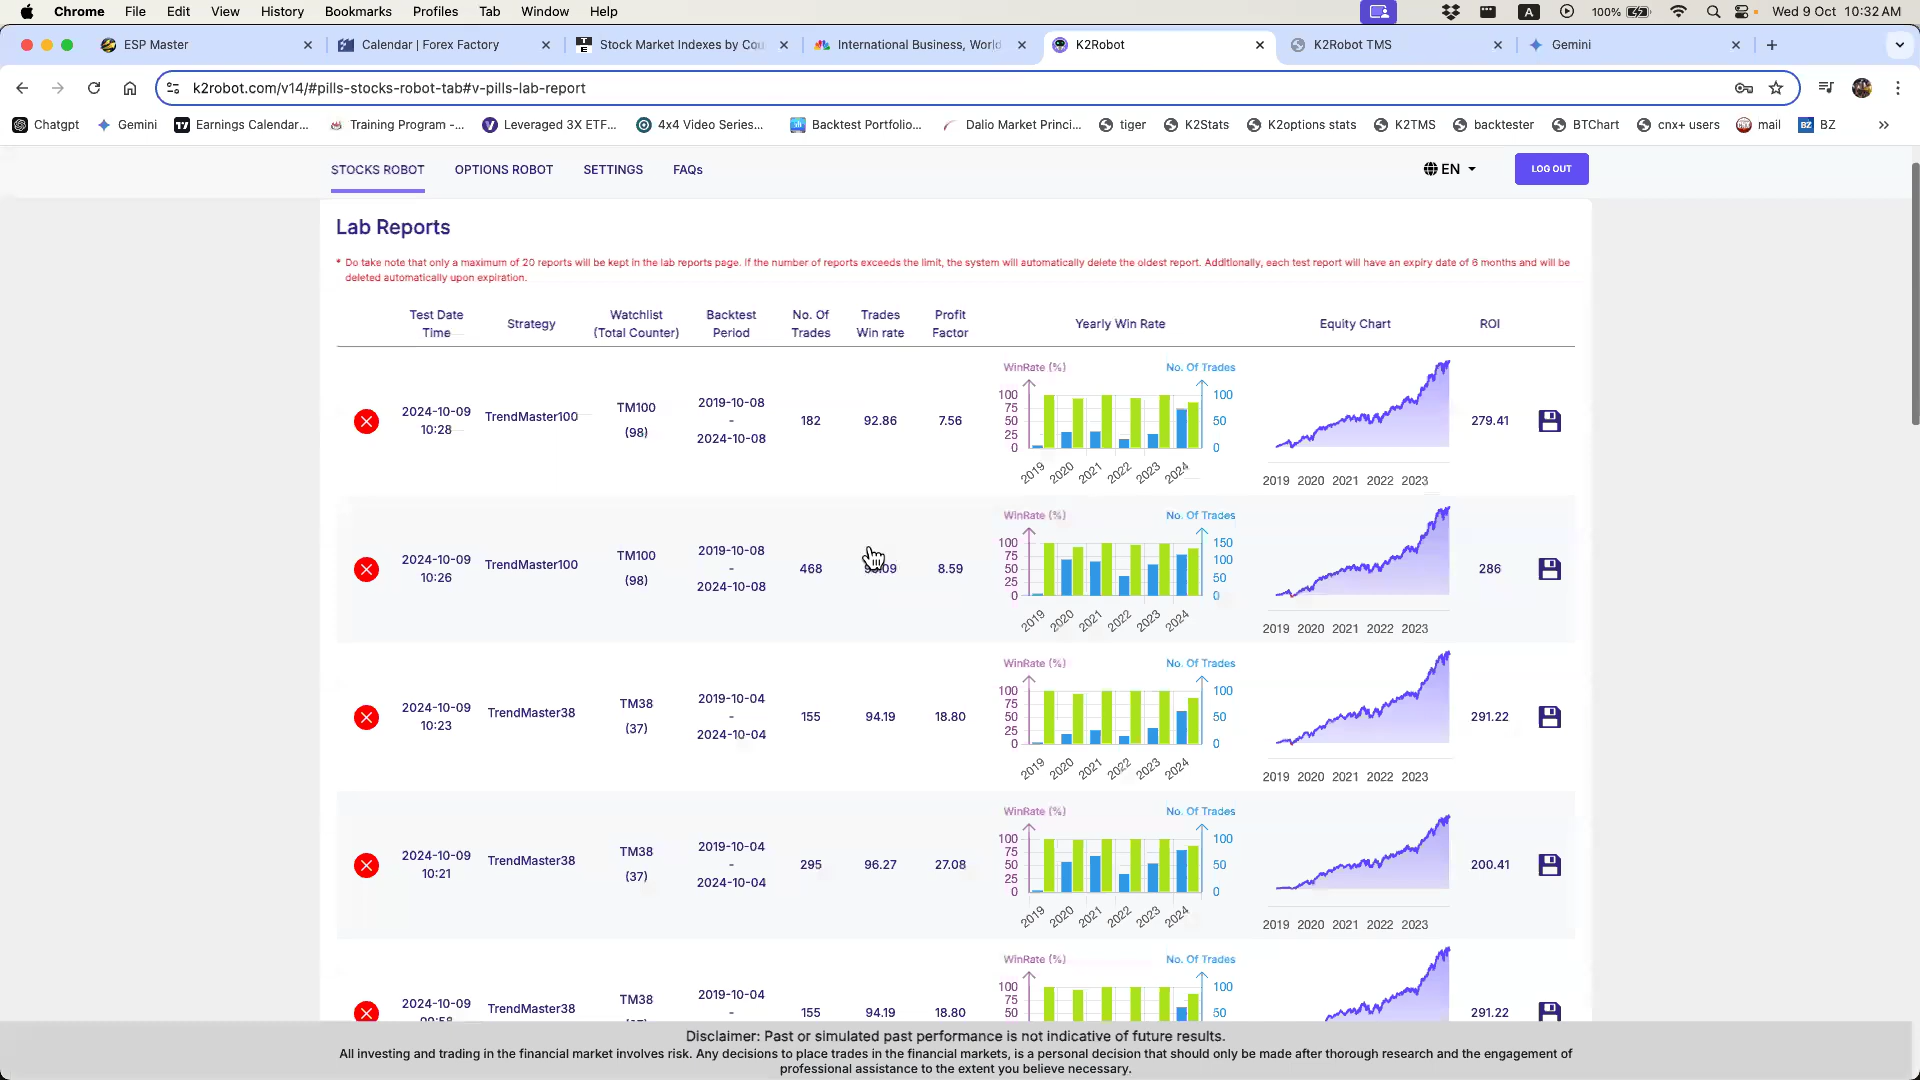 Chrome File Edit View History Bookmarks Profiles Tab Window Help A 100% Wed 9 Oct 10:32 AM
ESP Master
Calendar | Forex Factory
Stock Market Indexes by Cou
International Business, World
K2Robot
K2Robot TMS
Gemini
k2robot.com/v14/#pills-stocks-robot-tab#v-pills-lab-report
Chatgpt Gemini Earnings Calendar... Training Program -... Leveraged 3X ETF... 4x4 Video Series... Backtest Portfolio... Dalio Market Princi... tiger K2Stats K2options stats K2TMS backtester BTChart cnx+ users mail BZ BZ
STOCKS ROBOT OPTIONS ROBOT SETTINGS FAQs EN LOG OUT
Lab Reports
* Do take note that only a maximum of 20 reports will be kept in the lab reports page. If the number of reports exceeds the limit, the system will automatically delete the oldest report. Additionally, each test report will have an expiry date of 6 months and will be
deleted automatically upon expiration.
Test Date Time
Strategy
Watchlist (Total Counter)
Backtest Period
No. Of Trades
Trades Win rate
Profit Factor
Yearly Win Rate
Equity Chart
ROI
2024-10-09 10:28
TrendMaster100
TM100 (98)
2019-10-08 - 2024-10-08
182
92.86
7.56
WinRate (%) No. Of Trades
100 100
75
50 50
25
0 0
2019 2020 2021 2022 2023 2024
2019 2020 2021 2022 2023
279.41
2024-10-09 10:26
TrendMaster100
TM100 (98)
2019-10-08 - 2024-10-08
468
8.59
WinRate (%) No. Of Trades
100 150
75 100
50
25 50
0 0
2019 2020 2021 2022 2023 2024
2019 2020 2021 2022 2023
286
2024-10-09 10:23
TrendMaster38
TM38 (37)
2019-10-04 - 2024-10-04
155
94.19
18.80
WinRate (%) No. Of Trades
100 100
75
50 50
25
0 0
2019 2020 2021 2022 2023 2024
2019 2020 2021 2022 2023
291.22
2024-10-09 10:21
TrendMaster38
TM38 (37)
2019-10-04 - 2024-10-04
295
96.27
27.08
WinRate (%) No. Of Trades
100 100
75
50 50
25
0 0
2019 2020 2021 2022 2023 2024
2019 2020 2021 2022 2023
200.41
2024-10-09
TrendMaster38
TM38
2019-10-04
155
94.19
18.80
WinRate (%) No. Of Trades
100 100
75
50 50
291.22
Disclaimer: Past or simulated past performance is not indicative of future results.
All investing and trading in the financial market involves risk. Any decisions to place trades in the financial markets, is a personal decision that should only be made after thorough research and the engagement of
professional assistance to the extent you believe necessary.